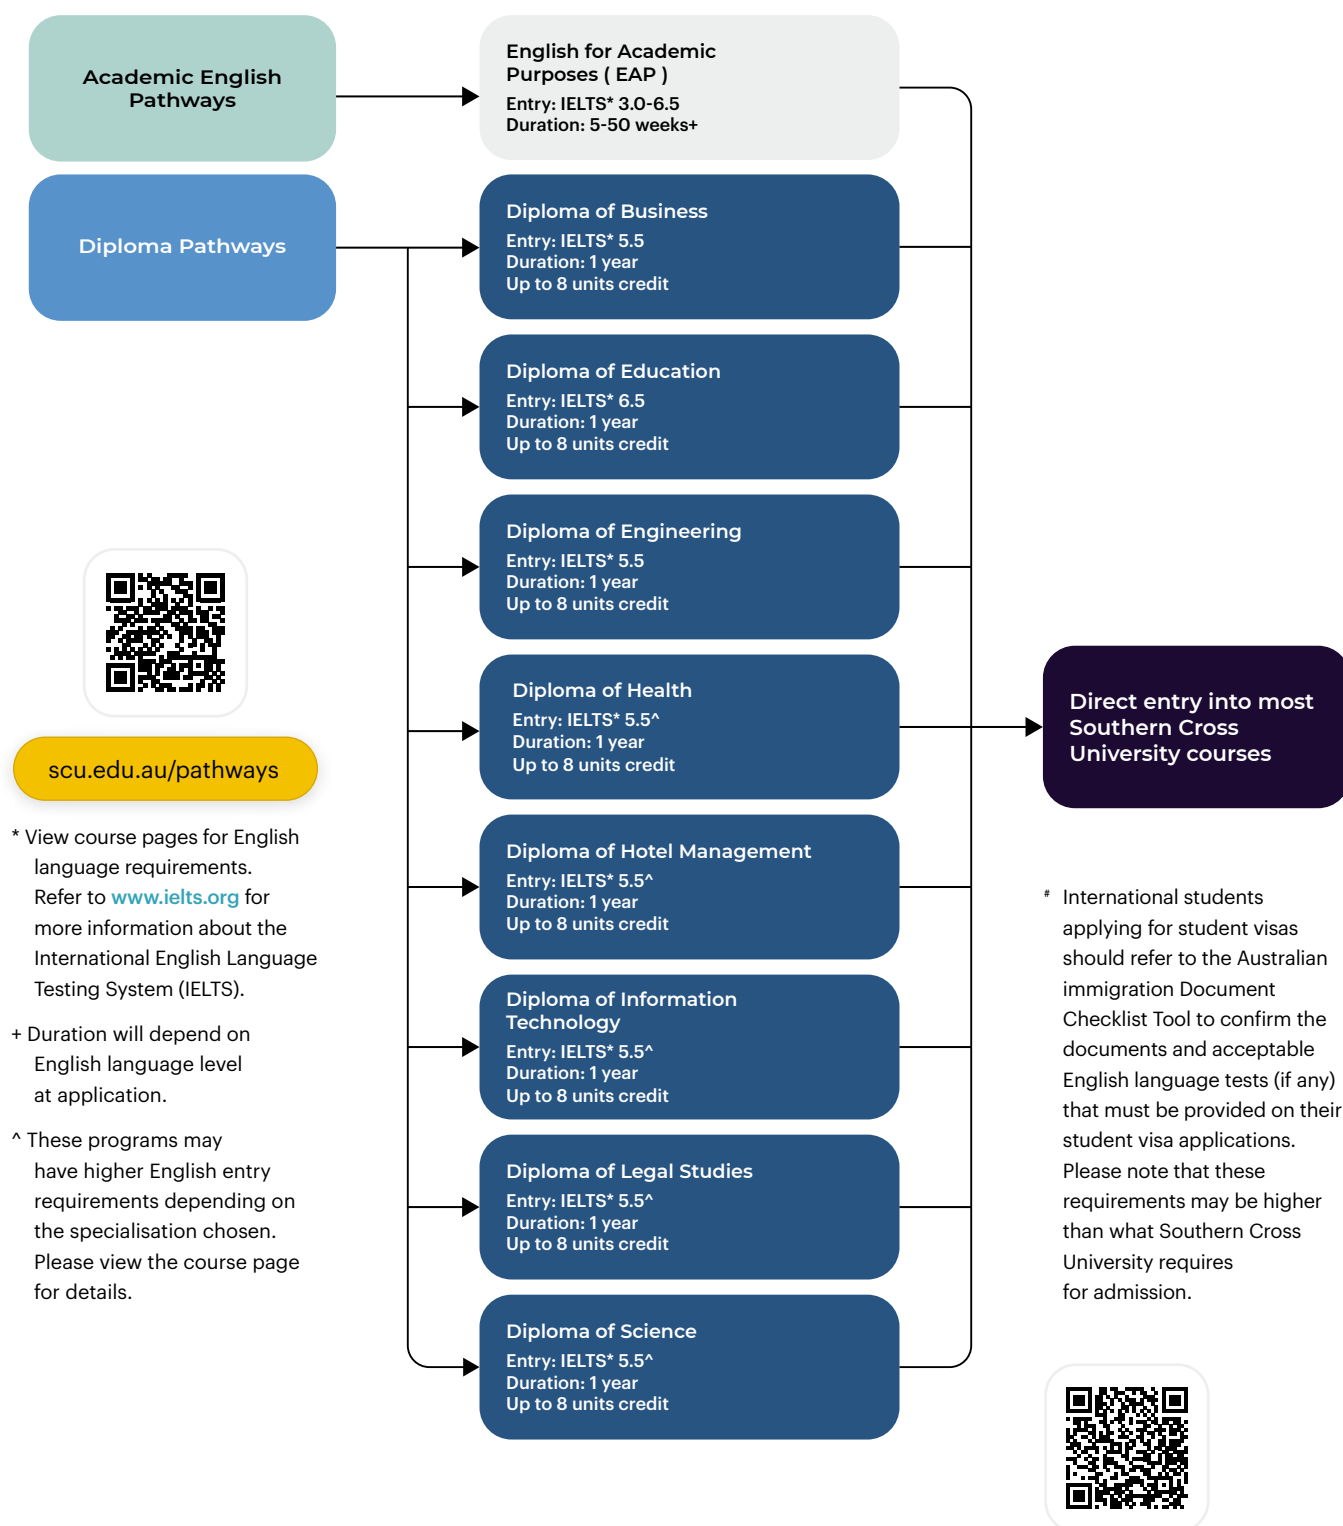 Academic English
Pathways
English for Academic
Purposes ( EAP )
Entry: IELTS* 3.0-6.5
Duration: 5-50 weeks+
Diploma Pathways
Diploma of Business
Entry: IELTS* 5.5
Duration: 1 year
Up to 8 units credit
Diploma of Education
Entry: IELTS* 6.5
Duration: 1 year
Up to 8 units credit
Diploma of Engineering
Entry: IELTS* 5.5
Duration: 1 year
Up to 8 units credit
Diploma of Health
Entry: IELTS* 5.5^
Duration: 1 year
Up to 8 units credit
Diploma of Hotel Management
Entry: IELTS* 5.5^
Duration: 1 year
Up to 8 units credit
Diploma of Information
Technology
Entry: IELTS* 5.5^
Duration: 1 year
Up to 8 units credit
Diploma of Legal Studies
Entry: IELTS* 5.5^
Duration: 1 year
Up to 8 units credit
Diploma of Science
Entry: IELTS* 5.5^
Duration: 1 year
Up to 8 units credit
Direct entry into most
Southern Cross
University courses
scu.edu.au/pathways
* View course pages for English
language requirements.
Refer to www.ielts.org for
more information about the
International English Language
Testing System (IELTS).
+ Duration will depend on
English language level
at application.
^ These programs may
have higher English entry
requirements depending on
the specialisation chosen.
Please view the course page
for details.
# International students
applying for student visas
should refer to the Australian
immigration Document
Checklist Tool to confirm the
documents and acceptable
English language tests (if any)
that must be provided on their
student visa applications.
Please note that these
requirements may be higher
than what Southern Cross
University requires
for admission.